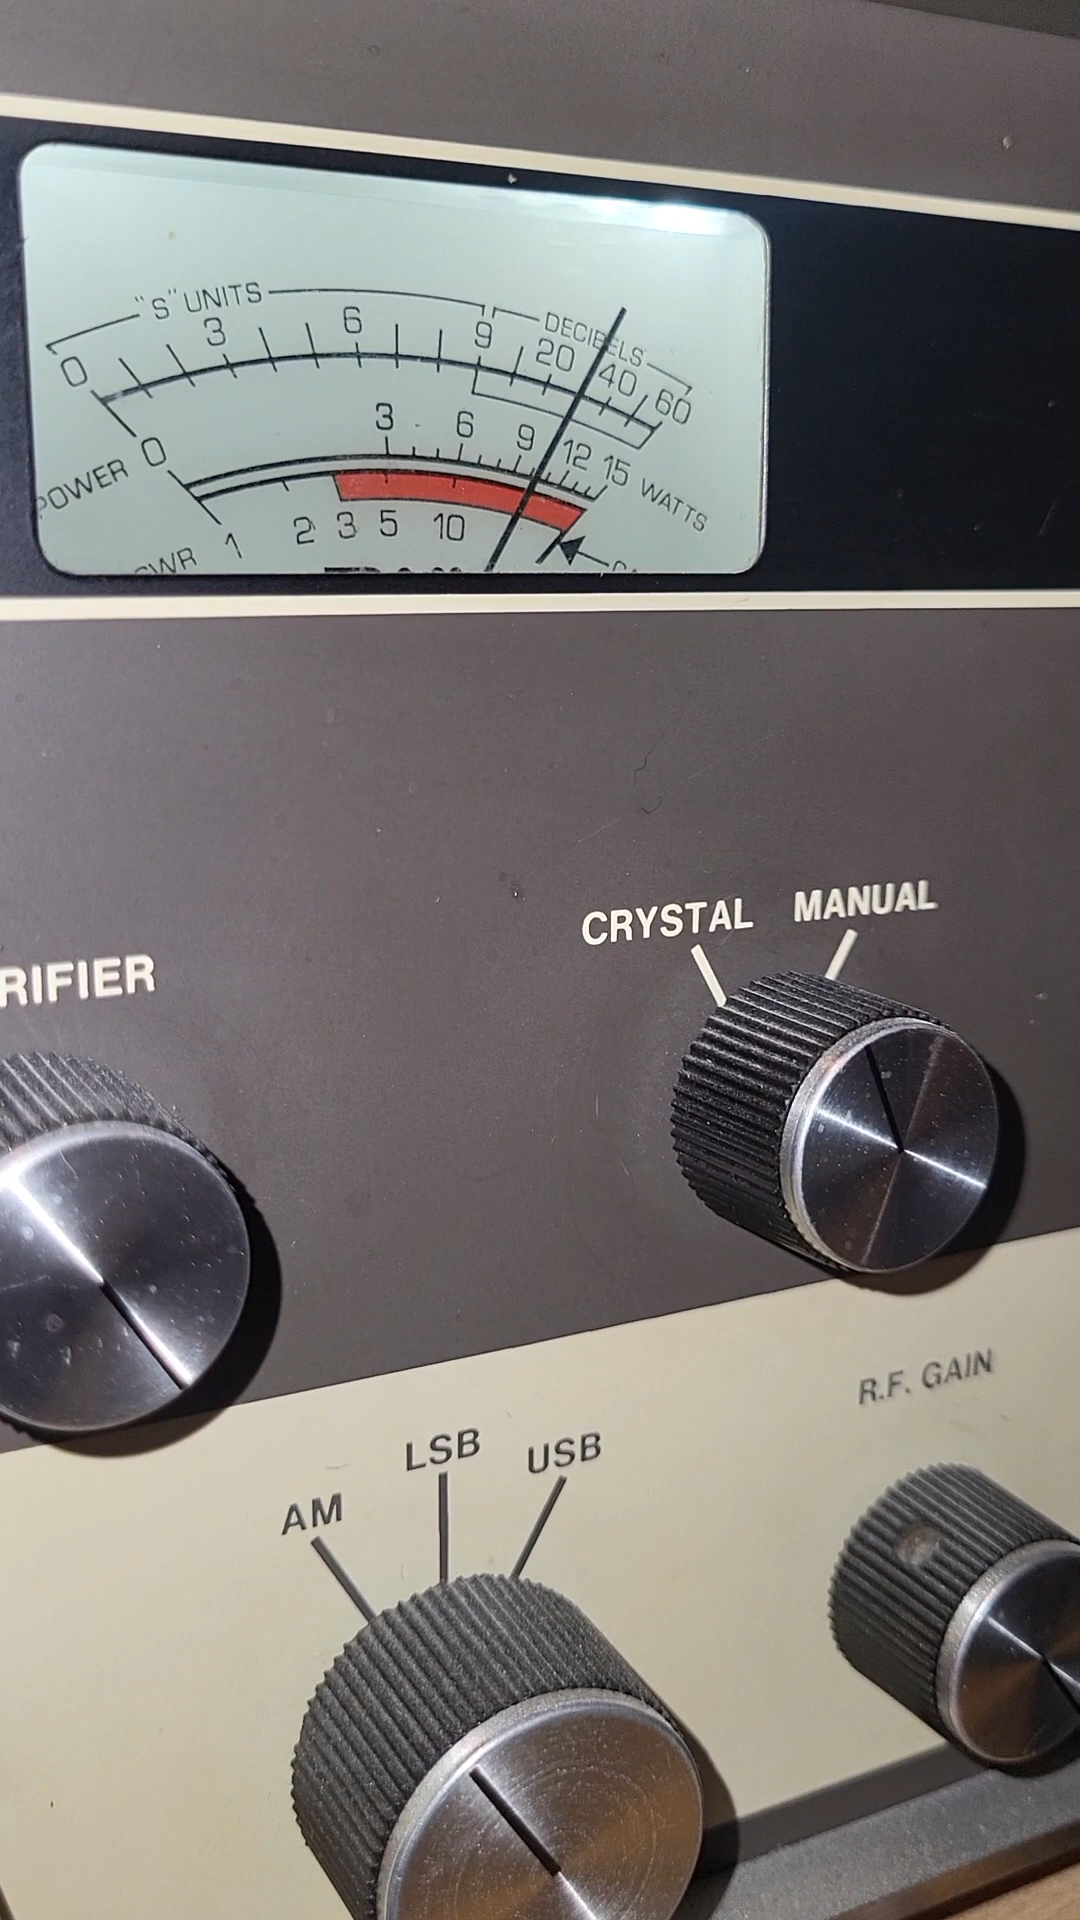 "S" UNITS
DECIBELS
0 3 6 9 20 40 60
POWER 0 3 6 9 12 15 WATTS
WR 1 2 3 5 10
CRYSTAL MANUAL
RIFIER
R.F. GAIN
AM LSB USB